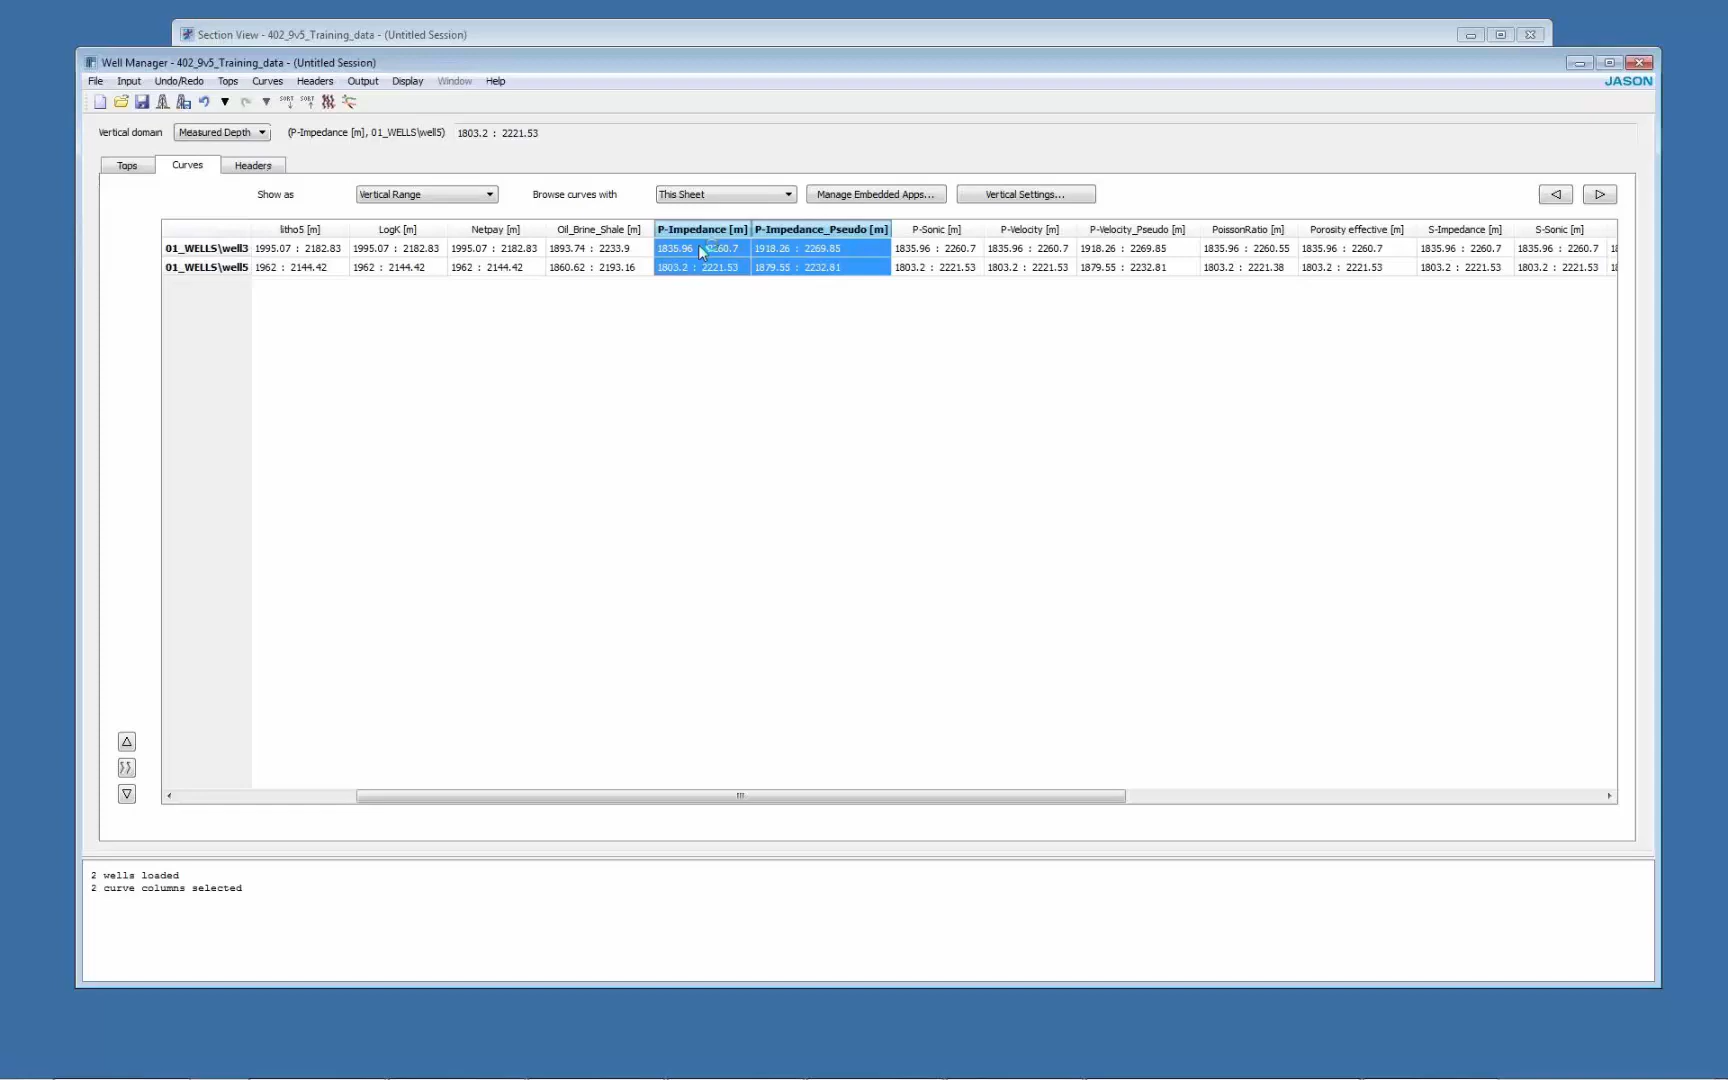 Section View - 402_9v5_Training_data - (Untitled Session)
Well Manager - 402_9v5_Training_data - (Untitled Session)
File Input Undo/Redo Tops Curves Headers Output Display Window Help
JASON
SORT SORT
Vertical domain Measured Depth (P-Impedance [m], 01_WELLS\well5) 1803.2 : 2221.53
Tops Curves Headers
Show as Vertical Range Browse curves with This Sheet Manage Embedded Apps... Vertical Settings...
litho5 [m] LogK [m] Netpay [m] Oil_Brine_Shale [m] P-Impedance [m] P-Impedance_Pseudo [m] P-Sonic [m] P-Velocity [m] P-Velocity_Pseudo [m] PoissonRatio [m] Porosity effective [m] S-Impedance [m] S-Sonic [m]
01_WELLS\well3 1995.07 : 2182.83 1995.07 : 2182.83 1995.07 : 2182.83 1893.74 : 2233.9 1835.96 2260.7 1918.26 : 2269.85 1835.96 : 2260.7 1835.96 : 2260.7 1918.26 : 2269.85 1835.96 : 2260.55 1835.96 : 2260.7 1835.96 : 2260.7 1835.96 : 2260.7
01_WELLS\well5 1962 : 2144.42 1962 : 2144.42 1962 : 2144.42 1860.62 : 2193.16 1803.2 : 2221.53 1879.55 : 2232.81 1803.2 : 2221.53 1803.2 : 2221.53 1879.55 : 2232.81 1803.2 : 2221.38 1803.2 : 2221.53 1803.2 : 2221.53 1803.2 : 2221.53
2 wells loaded
2 curve columns selected